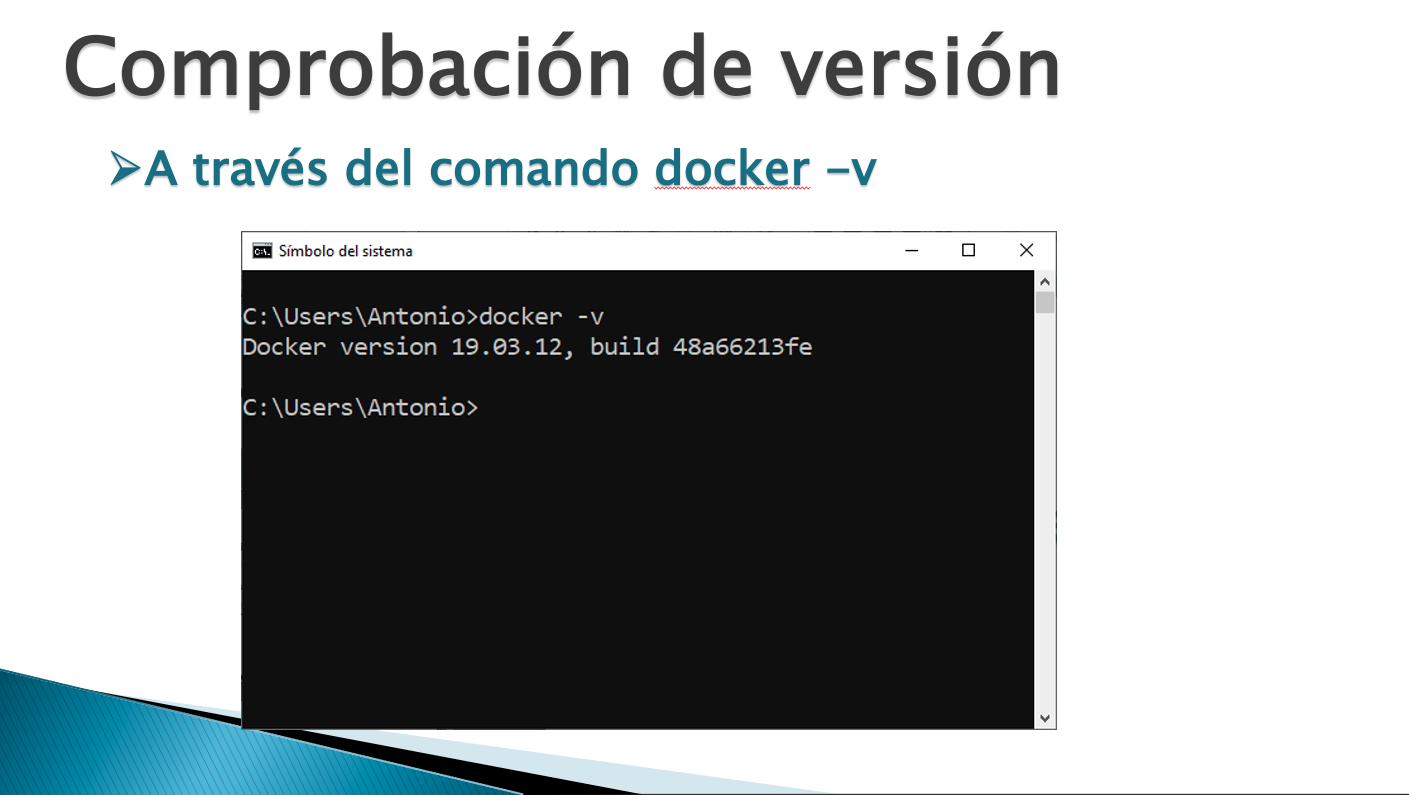 Comprobación de versión
➢A través del comando docker –v
Símbolo del sistema
C:\Users\Antonio>docker -v
Docker version 19.03.12, build 48a66213fe
C:\Users\Antonio>